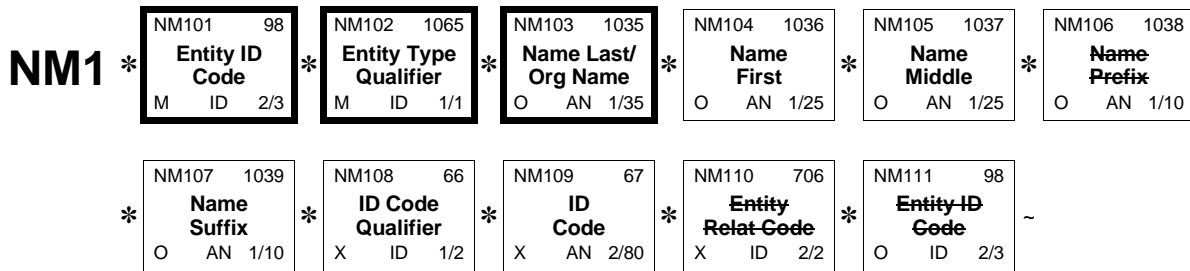 NM101 98 NM102 1065 NM103 1035 NM104 1036 NM105 1037 NM106 1038
NM1 * Entity ID Code * Entity Type Qualifier * Name Last/ Org Name * Name First * Name Middle * Name Prefix
M ID 2/3 M ID 1/1 O AN 1/35 O AN 1/25 O AN 1/25 O AN 1/10
NM107 1039 NM108 66 NM109 67 NM110 706 NM111 98
* Name Suffix * ID Code Qualifier * ID Code * Entity Relat Code * Entity ID Code ~
O AN 1/10 X ID 1/2 X AN 2/80 X ID 2/2 O ID 2/3